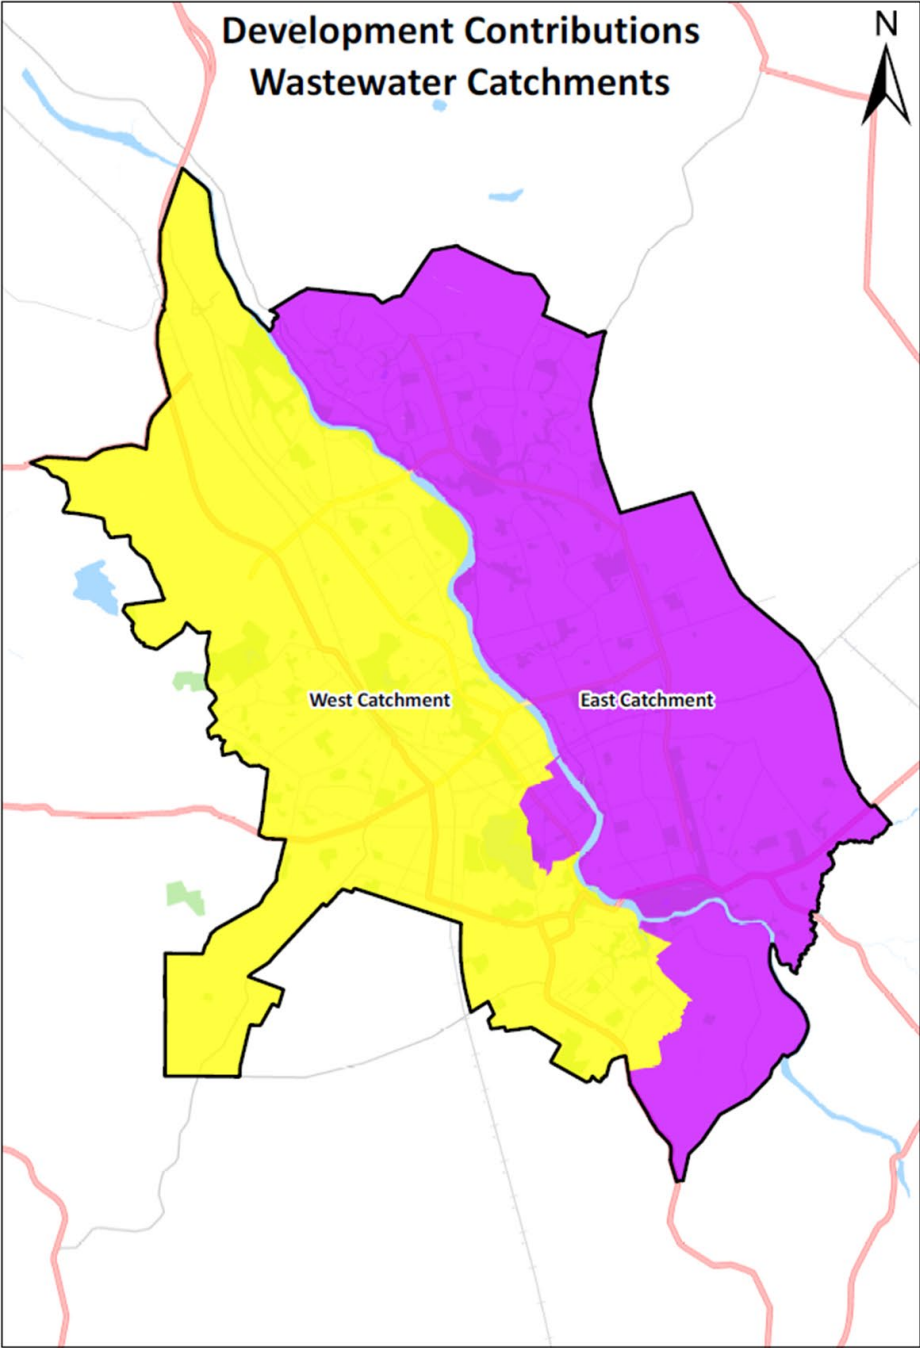 Development Contributions
Wastewater Catchments
N
West Catchment
East Catchment